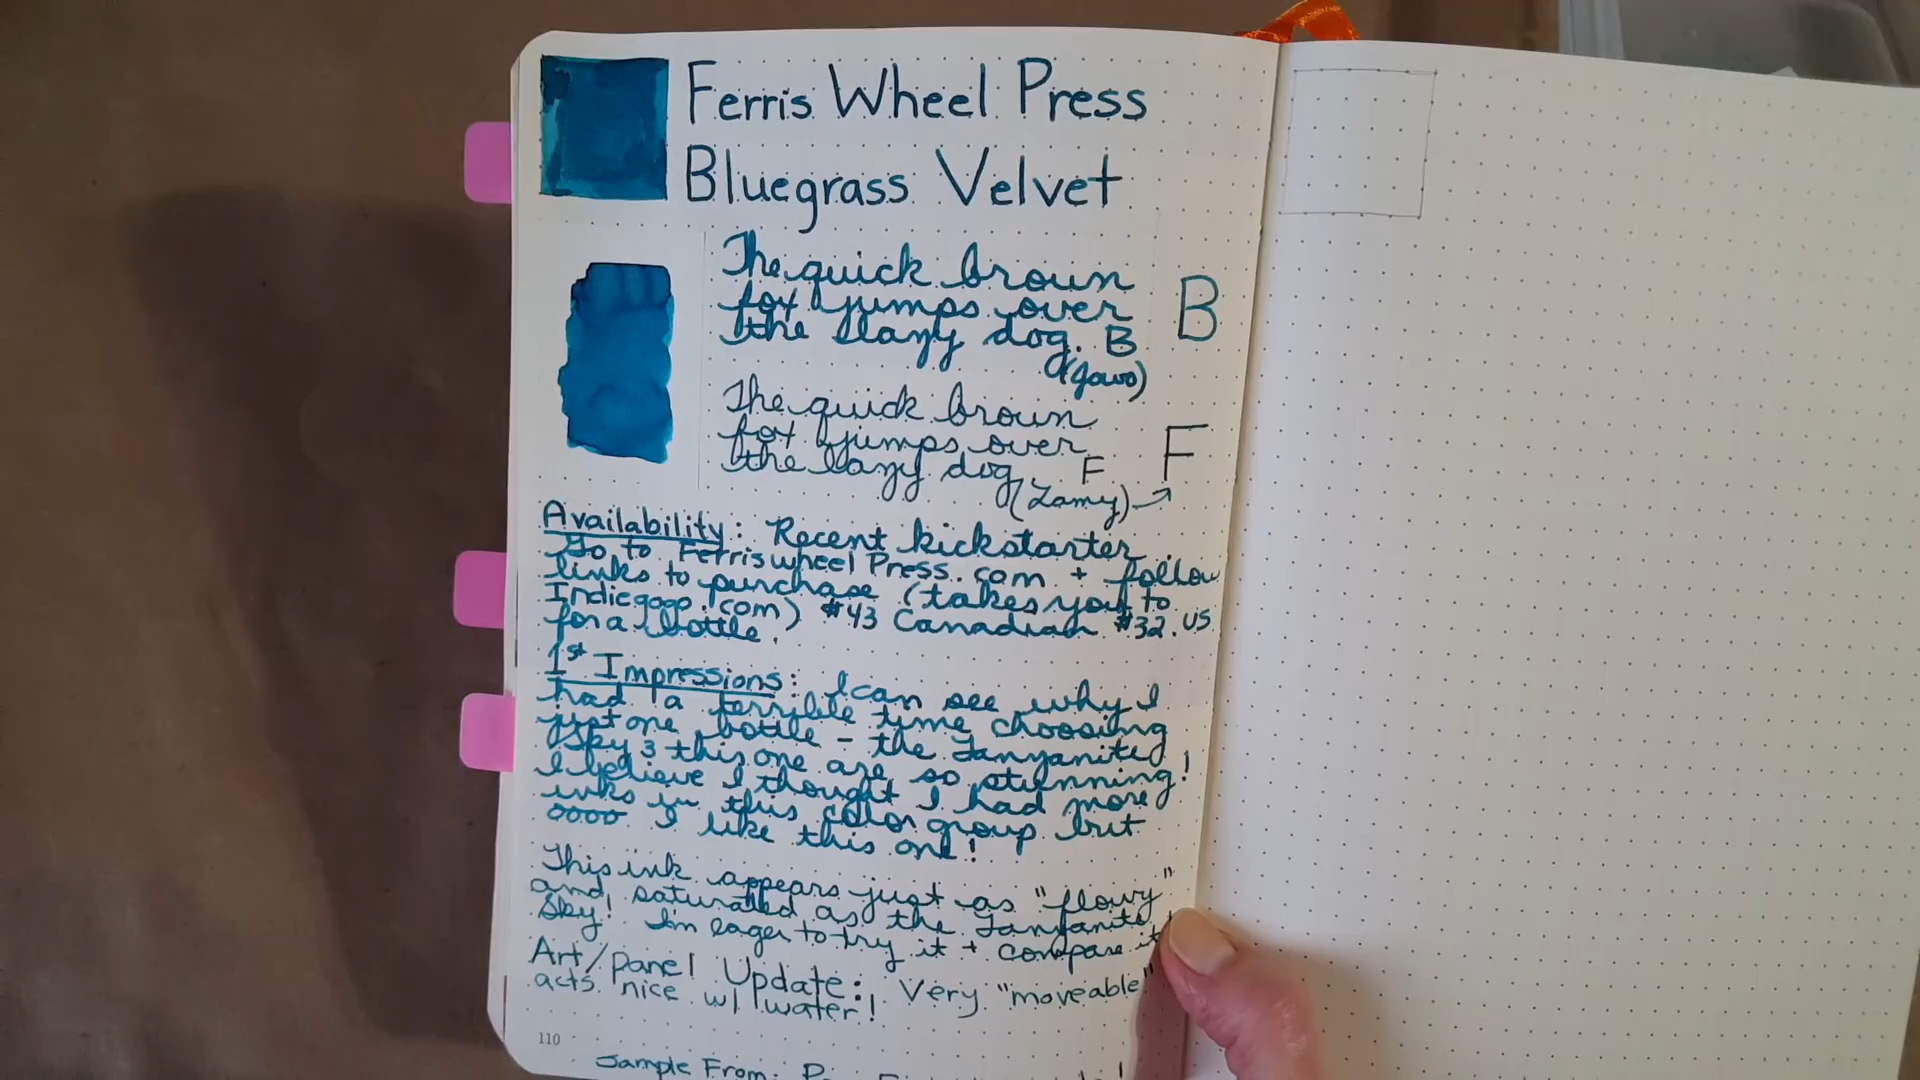 Ferris Wheel Press
Bluegrass Velvet
The quick brown
fox jumps over
the lazy dog. B
(Jowo)
B
The quick brown
fox jumps over
the lazy dog F
(Lamy) →
F
Availability: Recent kickstarter
Go to FerriswheelPress.com + follow
links to purchase (takes you to
Indiegogo.com) $43 Canadian $32.US
for a bottle.
1st Impressions: I can see why I
had a terrible time choosing
just one bottle - the Tanzanite
Sky & this one are so stunning!
I believe I thought I had more
inks in this color group but
oooo I like this one!
This ink appears just as "flowy"
and saturated as the Tanzanite
Sky! I'm eager to try it + compare it
Art/panel Update: Very "moveable"
acts nice w/ water!
110
Sample From: